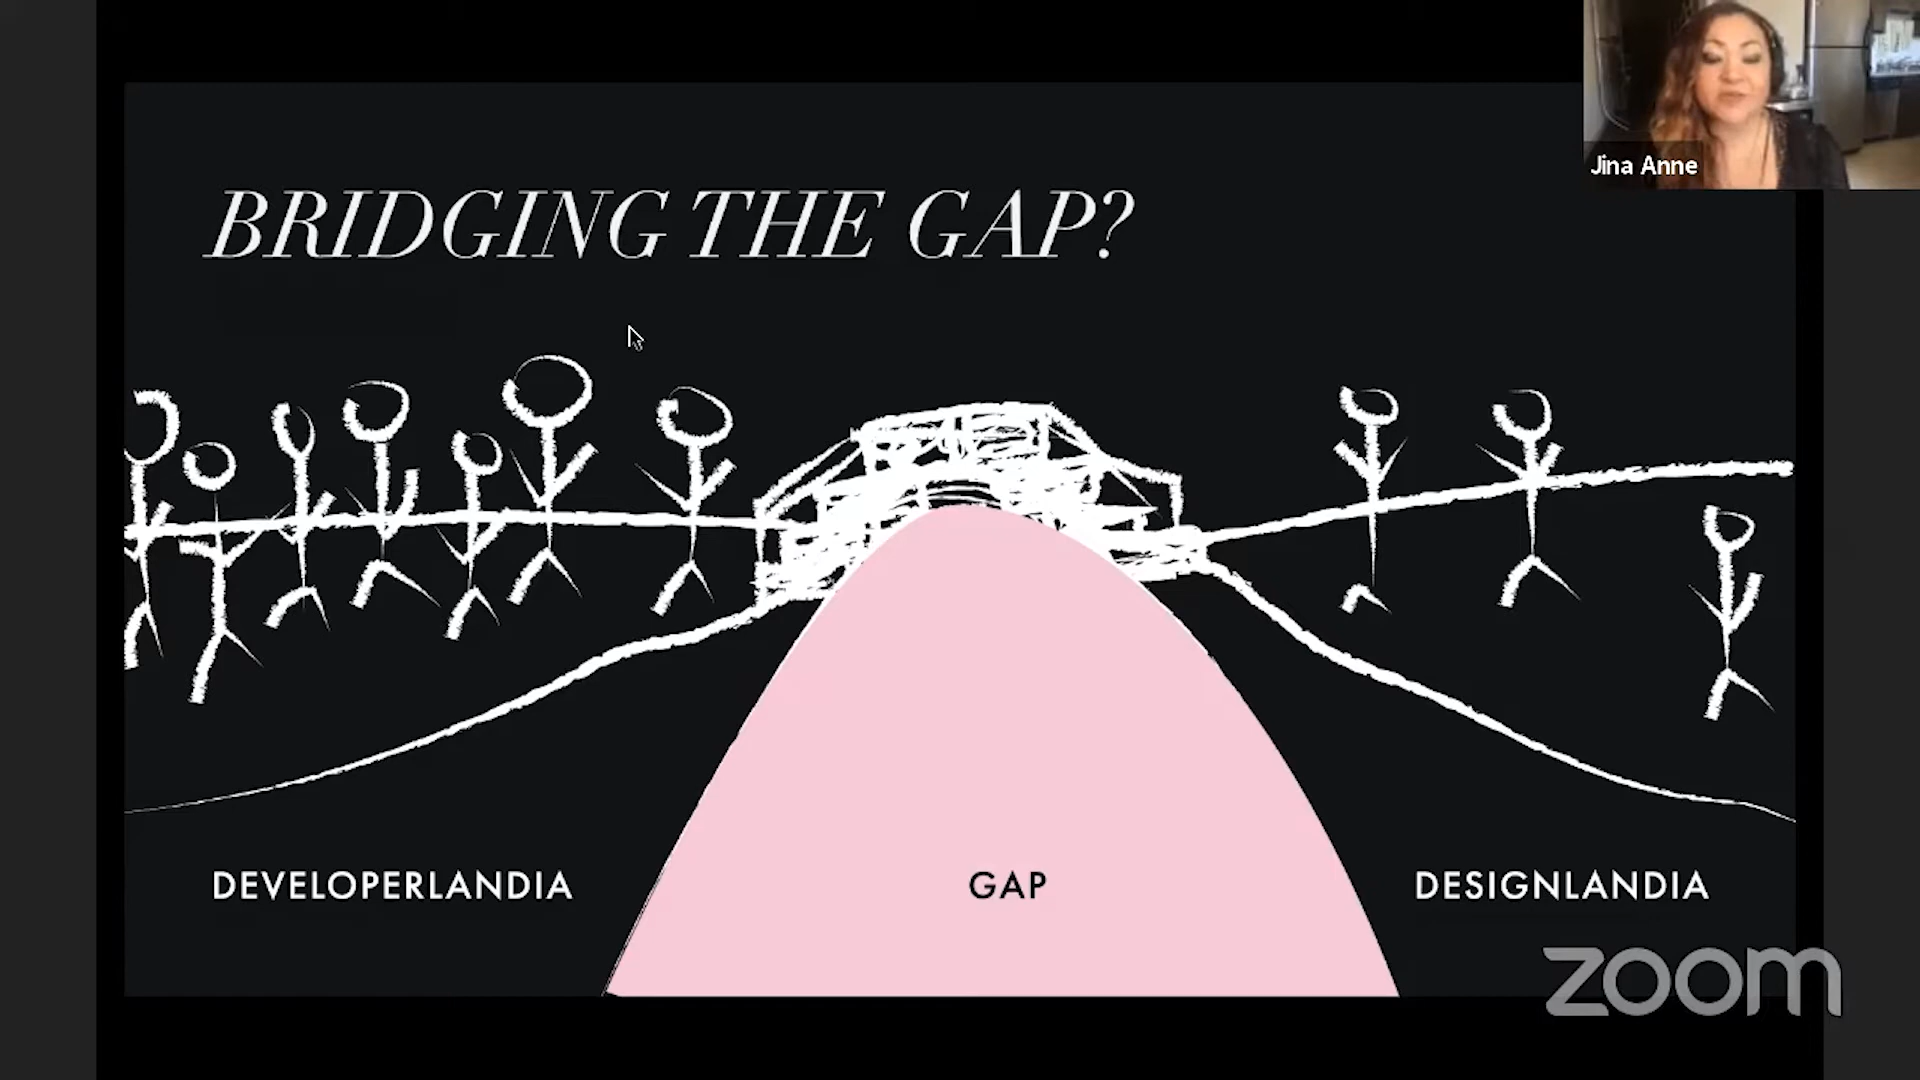 Jina Anne
BRIDGING THE GAP?
DEVELOPERLANDIA
GAP
DESIGNLANDIA
zoom